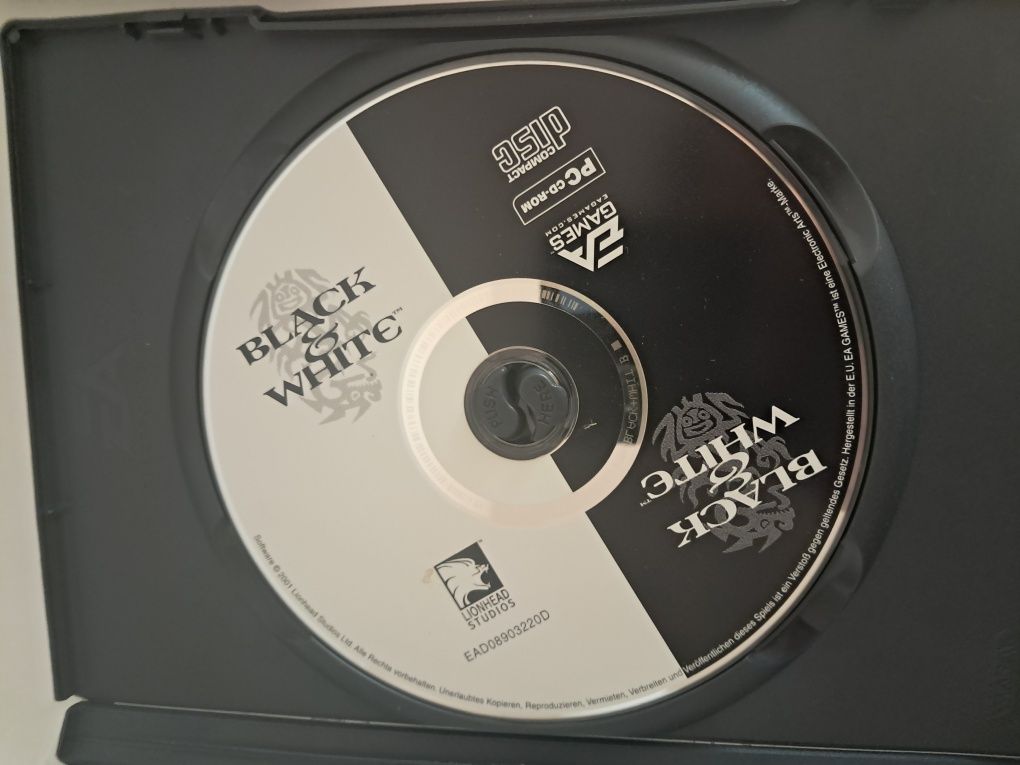 BLACK
&
WHITE™
COMPACT
disc
PC CD-ROM
EA
GAMES™
EAGAMES.COM
PUSH
HERE
BLACK
&
WHITE™
LIONHEAD
STUDIOS
EAD08903220D
Software © 2001 Lionhead Studios Ltd. Alle Rechte vorbehalten. Unerlaubtes Kopieren, Reproduzieren, Vermieten, Verbreiten und Veröffentlichen dieses Spiels ist ein Verstoß gegen geltendes Gesetz. Hergestellt in der E.U. EA GAMES™ ist eine Electronic Arts™-Marke.